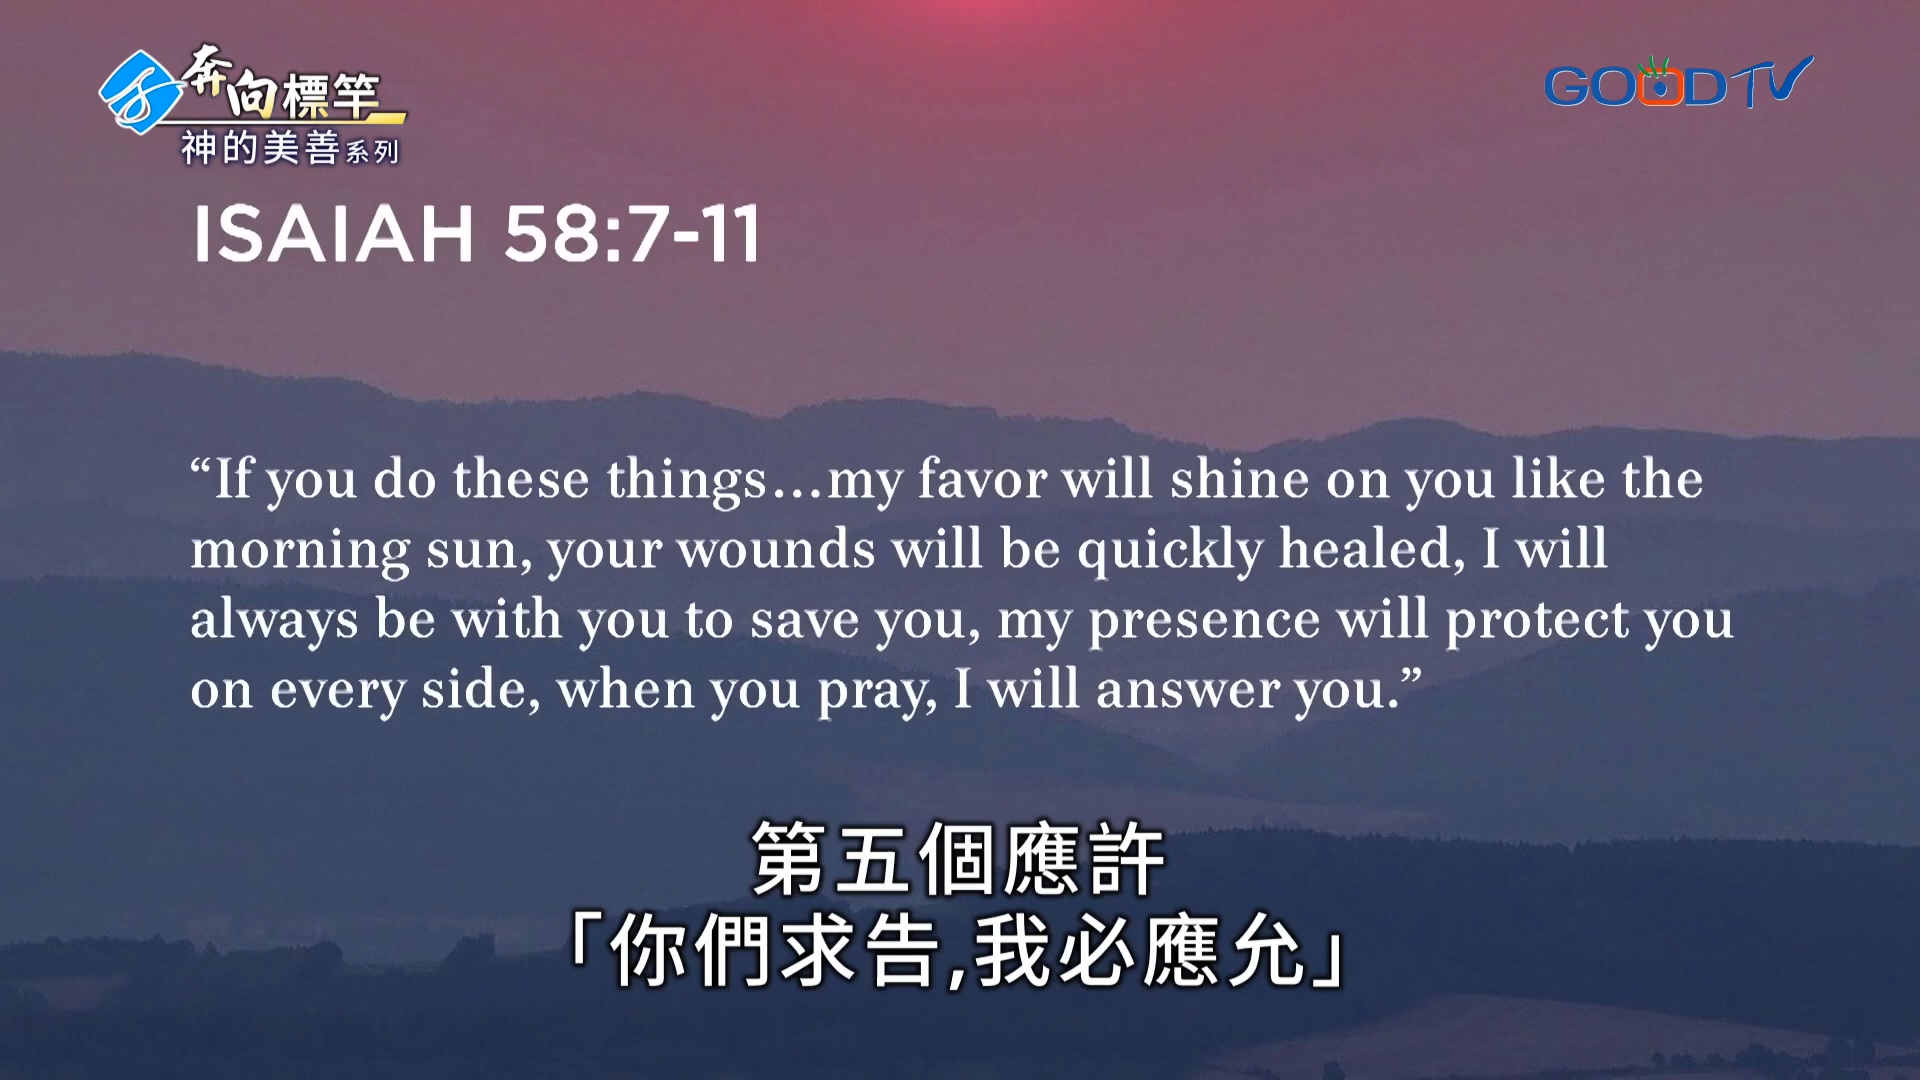 奔向標竿
神的美善系列
GOODTV
ISAIAH 58:7-11
“If you do these things...my favor will shine on you like the
morning sun, your wounds will be quickly healed, I will
always be with you to save you, my presence will protect you
on every side, when you pray, I will answer you.”
第五個應許
「你們求告,我必應允」